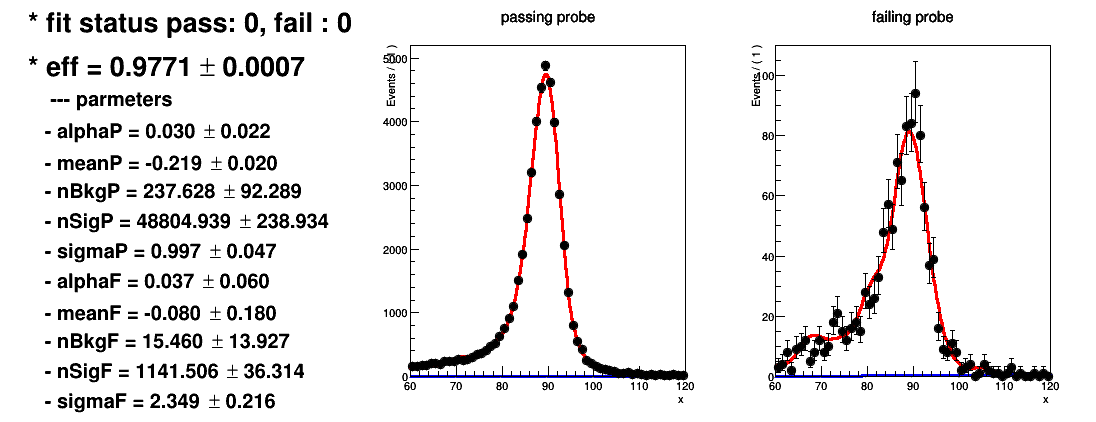 * fit status pass: 0, fail : 0
* eff = 0.9771 ± 0.0007
--- parmeters
- alphaP = 0.030 ± 0.022
- meanP = -0.219 ± 0.020
- nBkgP = 237.628 ± 92.289
- nSigP = 48804.939 ± 238.934
- sigmaP = 0.997 ± 0.047
- alphaF = 0.037 ± 0.060
- meanF = -0.080 ± 0.180
- nBkgF = 15.460 ± 13.927
- nSigF = 1141.506 ± 36.314
- sigmaF = 2.349 ± 0.216
passing probe
Events / ( 1 )
5000
4000
3000
2000
1000
0
60 70 80 90 100 110 120
x
failing probe
Events / ( 1 )
100
80
60
40
20
0
60 70 80 90 100 110 120
x